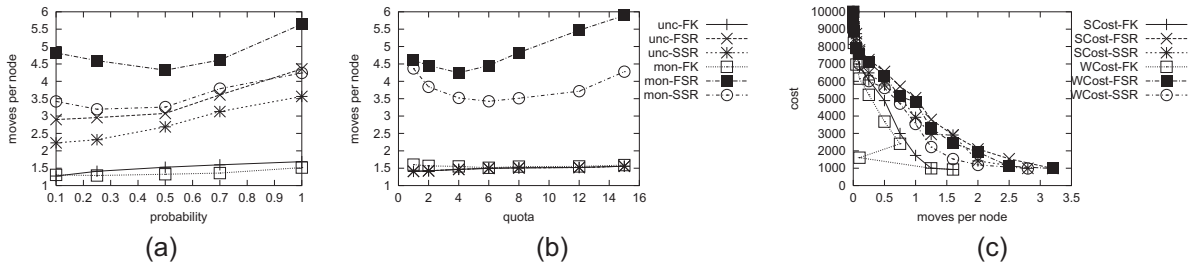 moves per node
6
5.5
5
4.5
4
3.5
3
2.5
2
1.5
1
0.1 0.2 0.3 0.4 0.5 0.6 0.7 0.8 0.9 1
probability
(a)
moves per node
6
5.5
5
4.5
4
3.5
3
2.5
2
1.5
1
0 2 4 6 8 10 12 14 16
quota
(b)
unc-FK
unc-FSR
unc-SSR
mon-FK
mon-FSR
mon-SSR
cost
10000
9000
8000
7000
6000
5000
4000
3000
2000
1000
0
0 0.5 1 1.5 2 2.5 3 3.5
moves per node
(c)
SCost-FK
SCost-FSR
SCost-SSR
WCost-FK
WCost-FSR
WCost-SSR